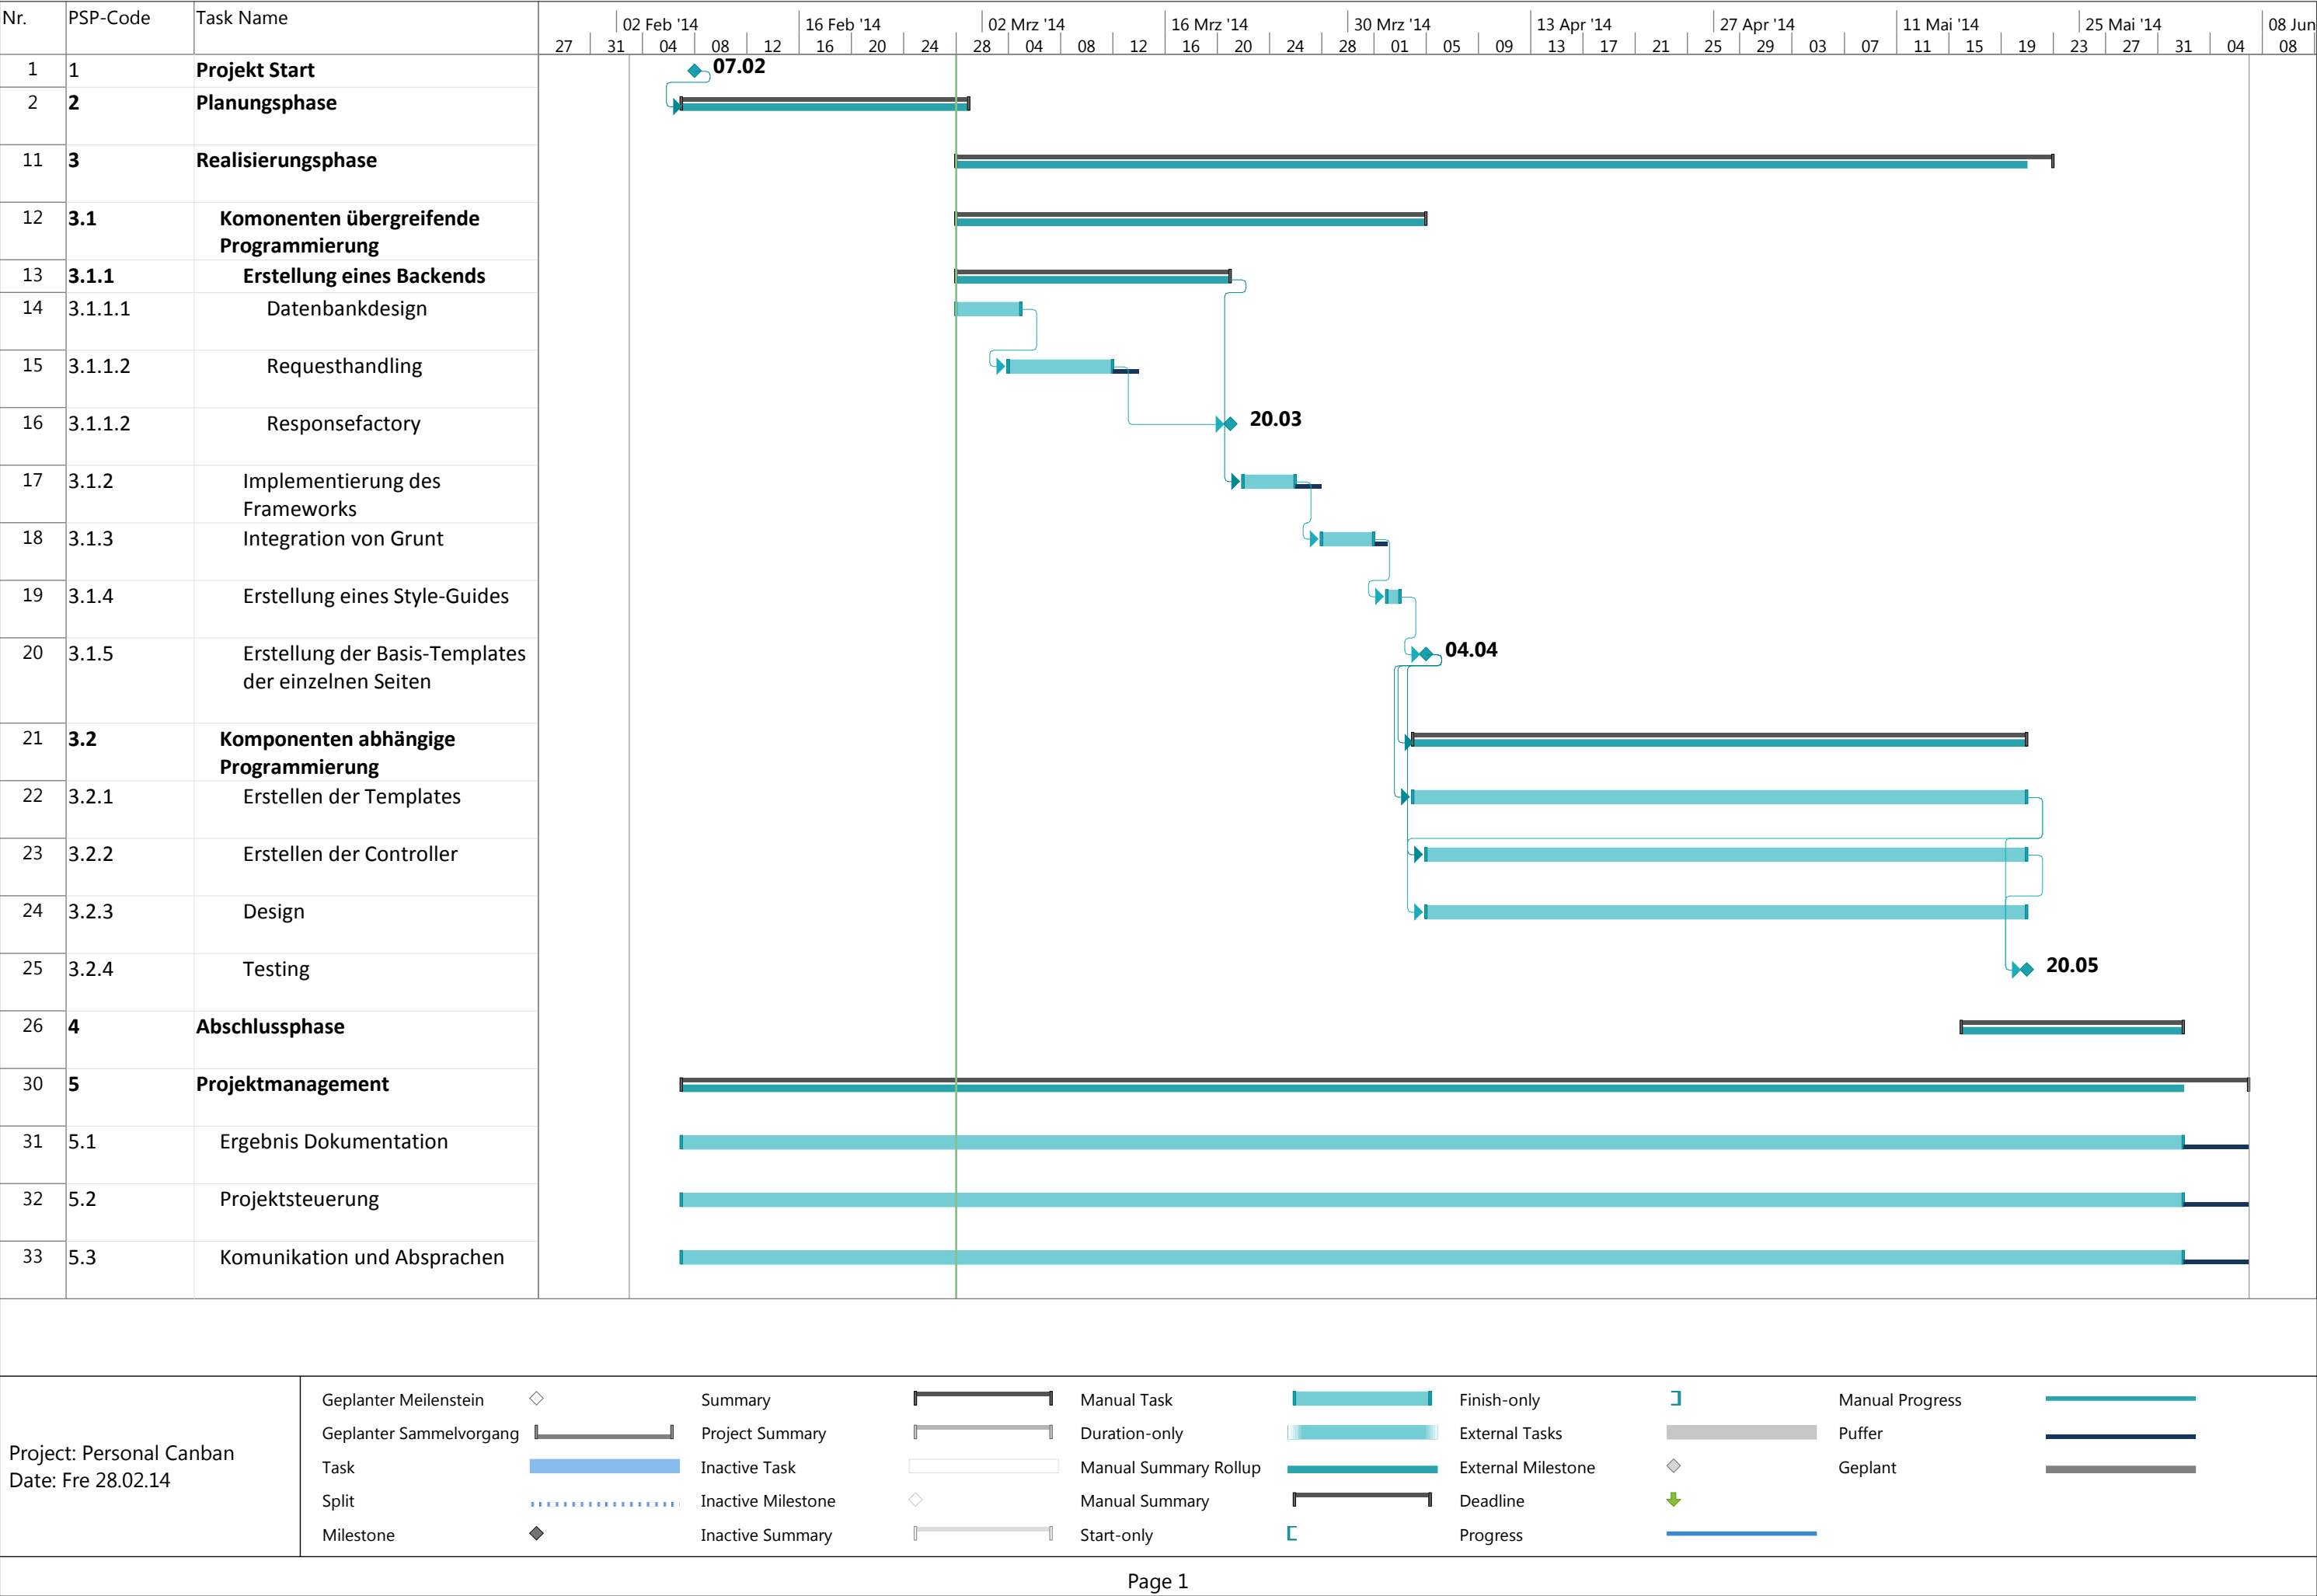 Nr. PSP-Code Task Name 02 Feb '14 16 Feb '14 02 Mrz '14 16 Mrz '14 30 Mrz '14 13 Apr '14 27 Apr '14 11 Mai '14 25 Mai '14 08 Jun
27 31 04 08 12 16 20 24 28 04 08 12 16 20 24 28 01 05 09 13 17 21 25 29 03 07 11 15 19 23 27 31 04 08
1 1 Projekt Start 07.02
2 2 Planungsphase
11 3 Realisierungsphase
12 3.1 Komonenten übergreifende
Programmierung
13 3.1.1 Erstellung eines Backends
14 3.1.1.1 Datenbankdesign
15 3.1.1.2 Requesthandling
16 3.1.1.2 Responsefactory 20.03
17 3.1.2 Implementierung des
Frameworks
18 3.1.3 Integration von Grunt
19 3.1.4 Erstellung eines Style-Guides
20 3.1.5 Erstellung der Basis-Templates 04.04
der einzelnen Seiten
21 3.2 Komponenten abhängige
Programmierung
22 3.2.1 Erstellen der Templates
23 3.2.2 Erstellen der Controller
24 3.2.3 Design
25 3.2.4 Testing 20.05
26 4 Abschlussphase
30 5 Projektmanagement
31 5.1 Ergebnis Dokumentation
32 5.2 Projektsteuerung
33 5.3 Komunikation und Absprachen
Project: Personal Canban
Date: Fre 28.02.14
Geplanter Meilenstein
Geplanter Sammelvorgang
Task
Split
Milestone
Summary
Project Summary
Inactive Task
Inactive Milestone
Inactive Summary
Manual Task
Duration-only
Manual Summary Rollup
Manual Summary
Start-only
Finish-only
External Tasks
External Milestone
Deadline
Progress
Manual Progress
Puffer
Geplant
Page 1